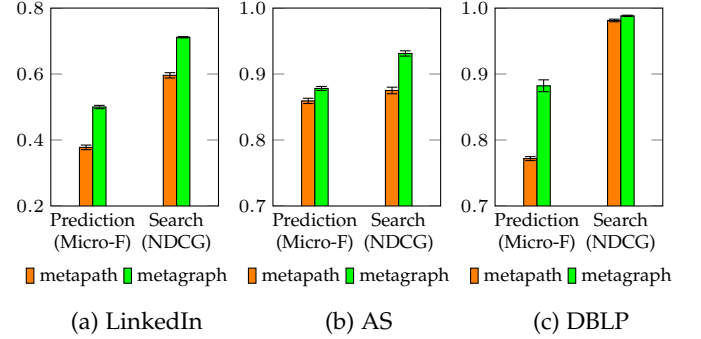 0.8
0.6
0.4
0.2
Prediction Search
(Micro-F) (NDCG)
metapath metagraph
(a) LinkedIn
1.0
0.9
0.8
0.7
Prediction Search
(Micro-F) (NDCG)
metapath metagraph
(b) AS
1.0
0.9
0.8
0.7
Prediction Search
(Micro-F) (NDCG)
metapath metagraph
(c) DBLP